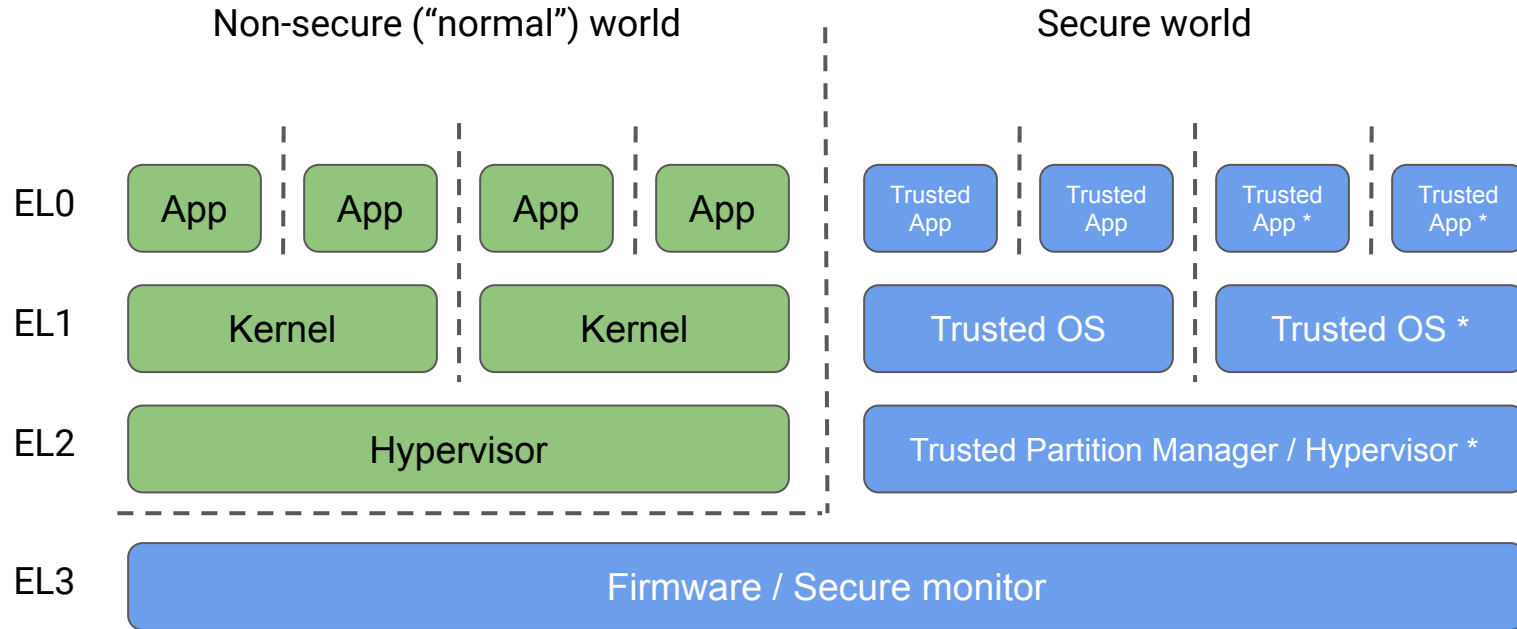 Non-secure (“normal”) world
Secure world
EL0
App
App
App
App
Trusted
App
Trusted
App
Trusted
App *
Trusted
App *
EL1
Kernel
Kernel
Trusted OS
Trusted OS *
EL2
Hypervisor
Trusted Partition Manager / Hypervisor *
EL3
Firmware / Secure monitor